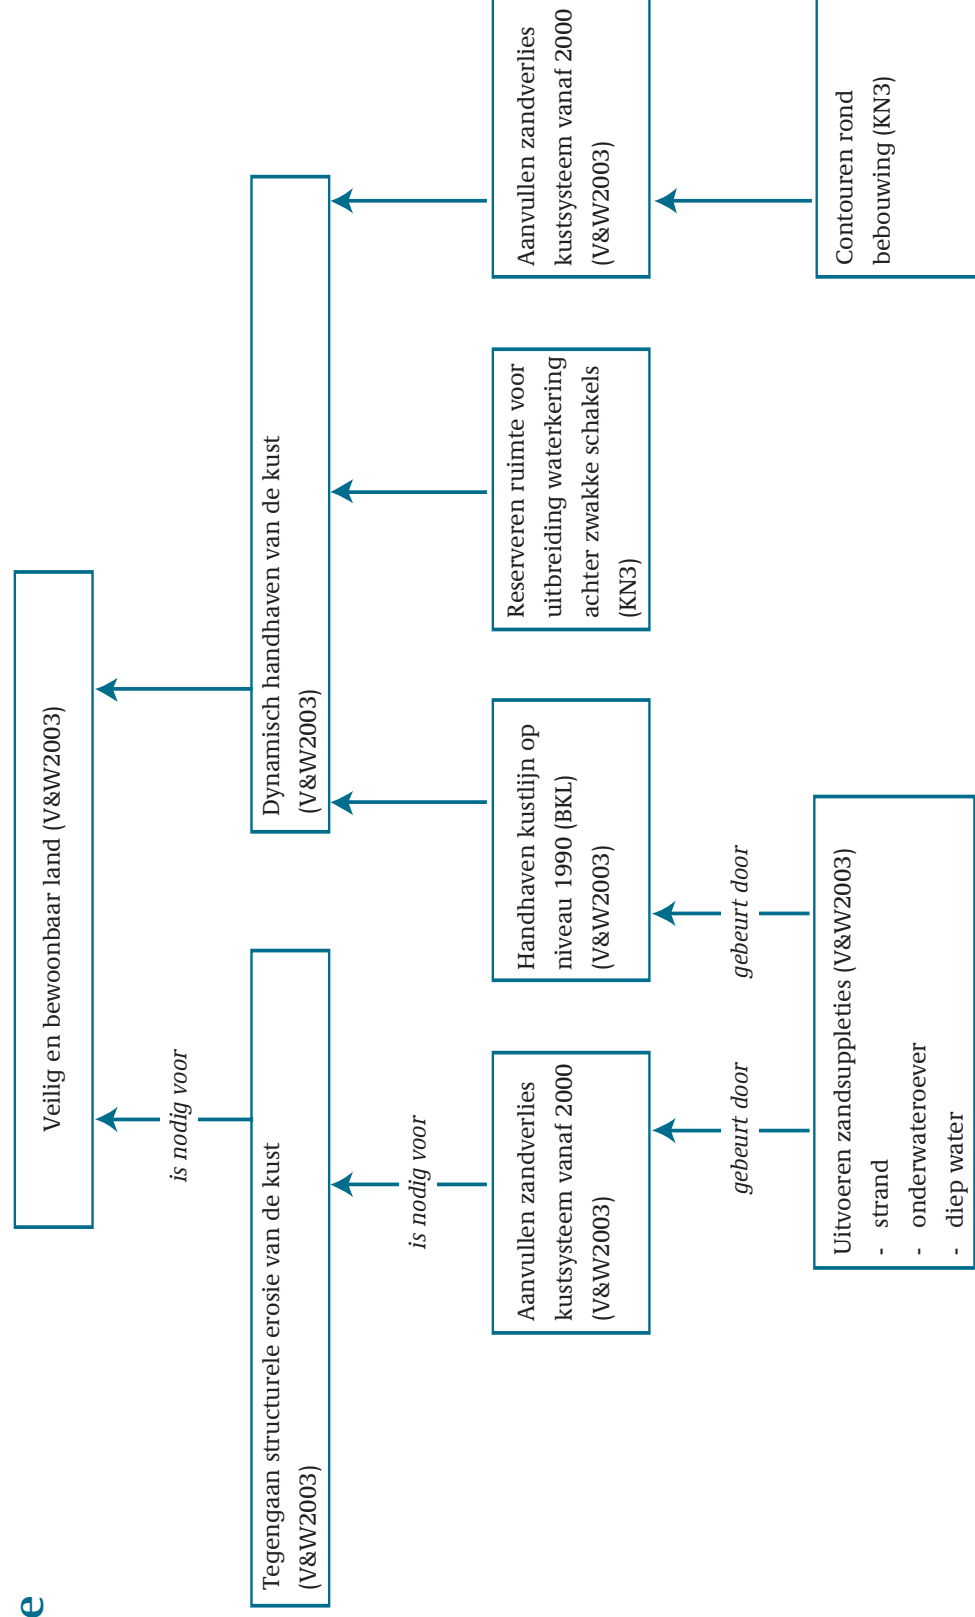 e
Veilig en bewoonbaar land (V&W2003)
is nodig voor
Tegengaan structurele erosie van de kust
(V&W2003)
Dynamisch handhaven van de kust
(V&W2003)
is nodig voor
Aanvullen zandverlies
kustsysteem vanaf 2000
(V&W2003)
Handhaven kustlijn op
niveau 1990 (BKL)
(V&W2003)
Reserveren ruimte voor
uitbreiding waterkering
achter zwakke schakels
(KN3)
Aanvullen zandverlies
kustsysteem vanaf 2000
(V&W2003)
gebeurt door
gebeurt door
Uitvoeren zandsuppleties (V&W2003)
- strand
- onderwateroever
- diep water
Contouren rond
bebouwing (KN3)